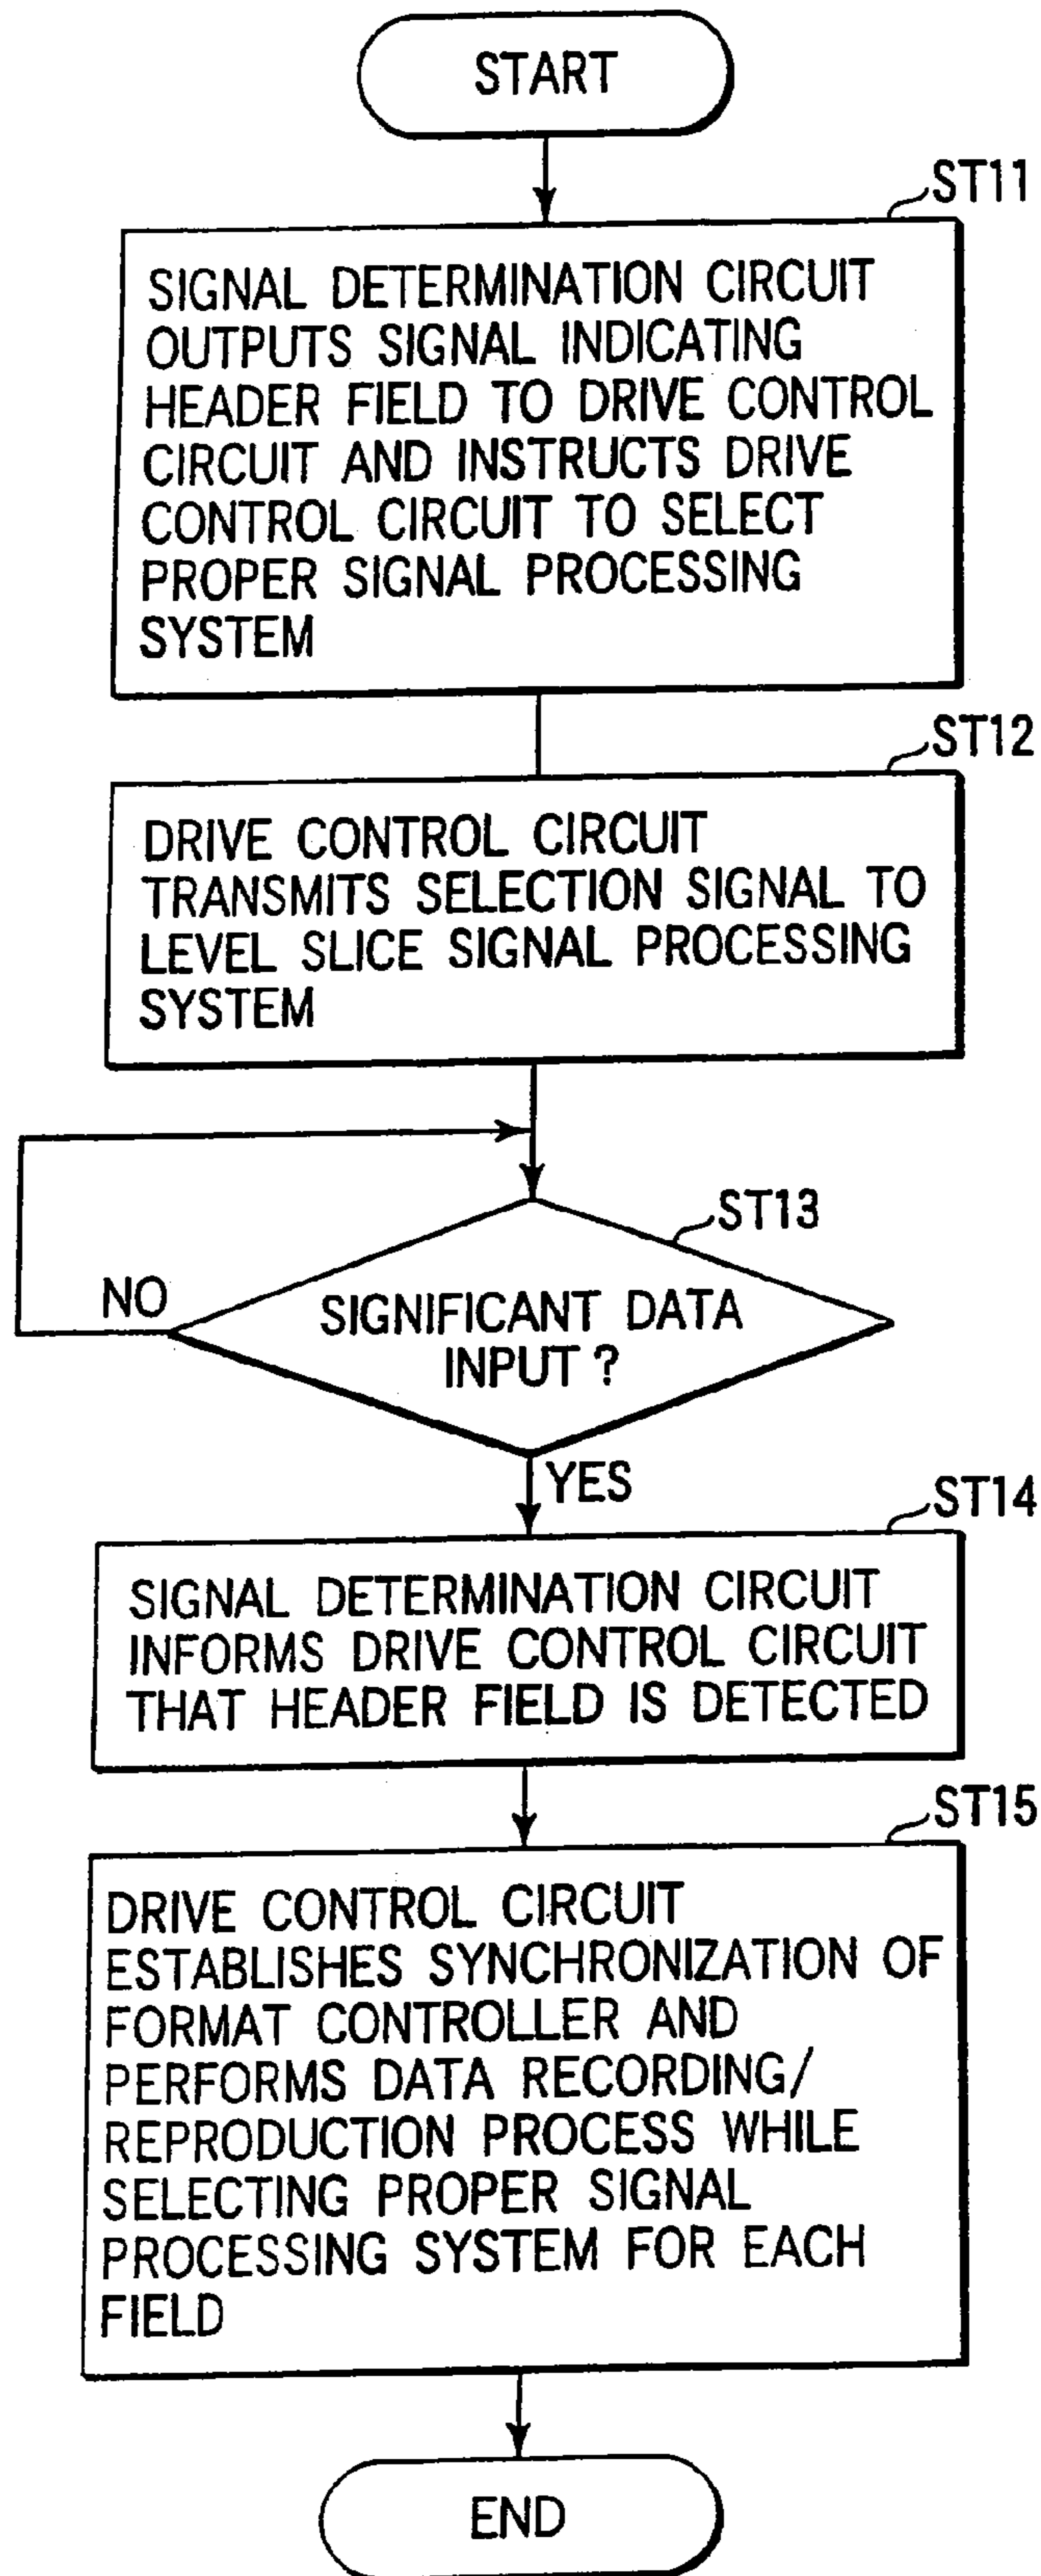 START
ST11
SIGNAL DETERMINATION CIRCUIT
OUTPUTS SIGNAL INDICATING
HEADER FIELD TO DRIVE CONTROL
CIRCUIT AND INSTRUCTS DRIVE
CONTROL CIRCUIT TO SELECT
PROPER SIGNAL PROCESSING
SYSTEM
ST12
DRIVE CONTROL CIRCUIT
TRANSMITS SELECTION SIGNAL TO
LEVEL SLICE SIGNAL PROCESSING
SYSTEM
ST13
NO
SIGNIFICANT DATA
INPUT ?
YES
ST14
SIGNAL DETERMINATION CIRCUIT
INFORMS DRIVE CONTROL CIRCUIT
THAT HEADER FIELD IS DETECTED
ST15
DRIVE CONTROL CIRCUIT
ESTABLISHES SYNCHRONIZATION OF
FORMAT CONTROLLER AND
PERFORMS DATA RECORDING/
REPRODUCTION PROCESS WHILE
SELECTING PROPER SIGNAL
PROCESSING SYSTEM FOR EACH
FIELD
END